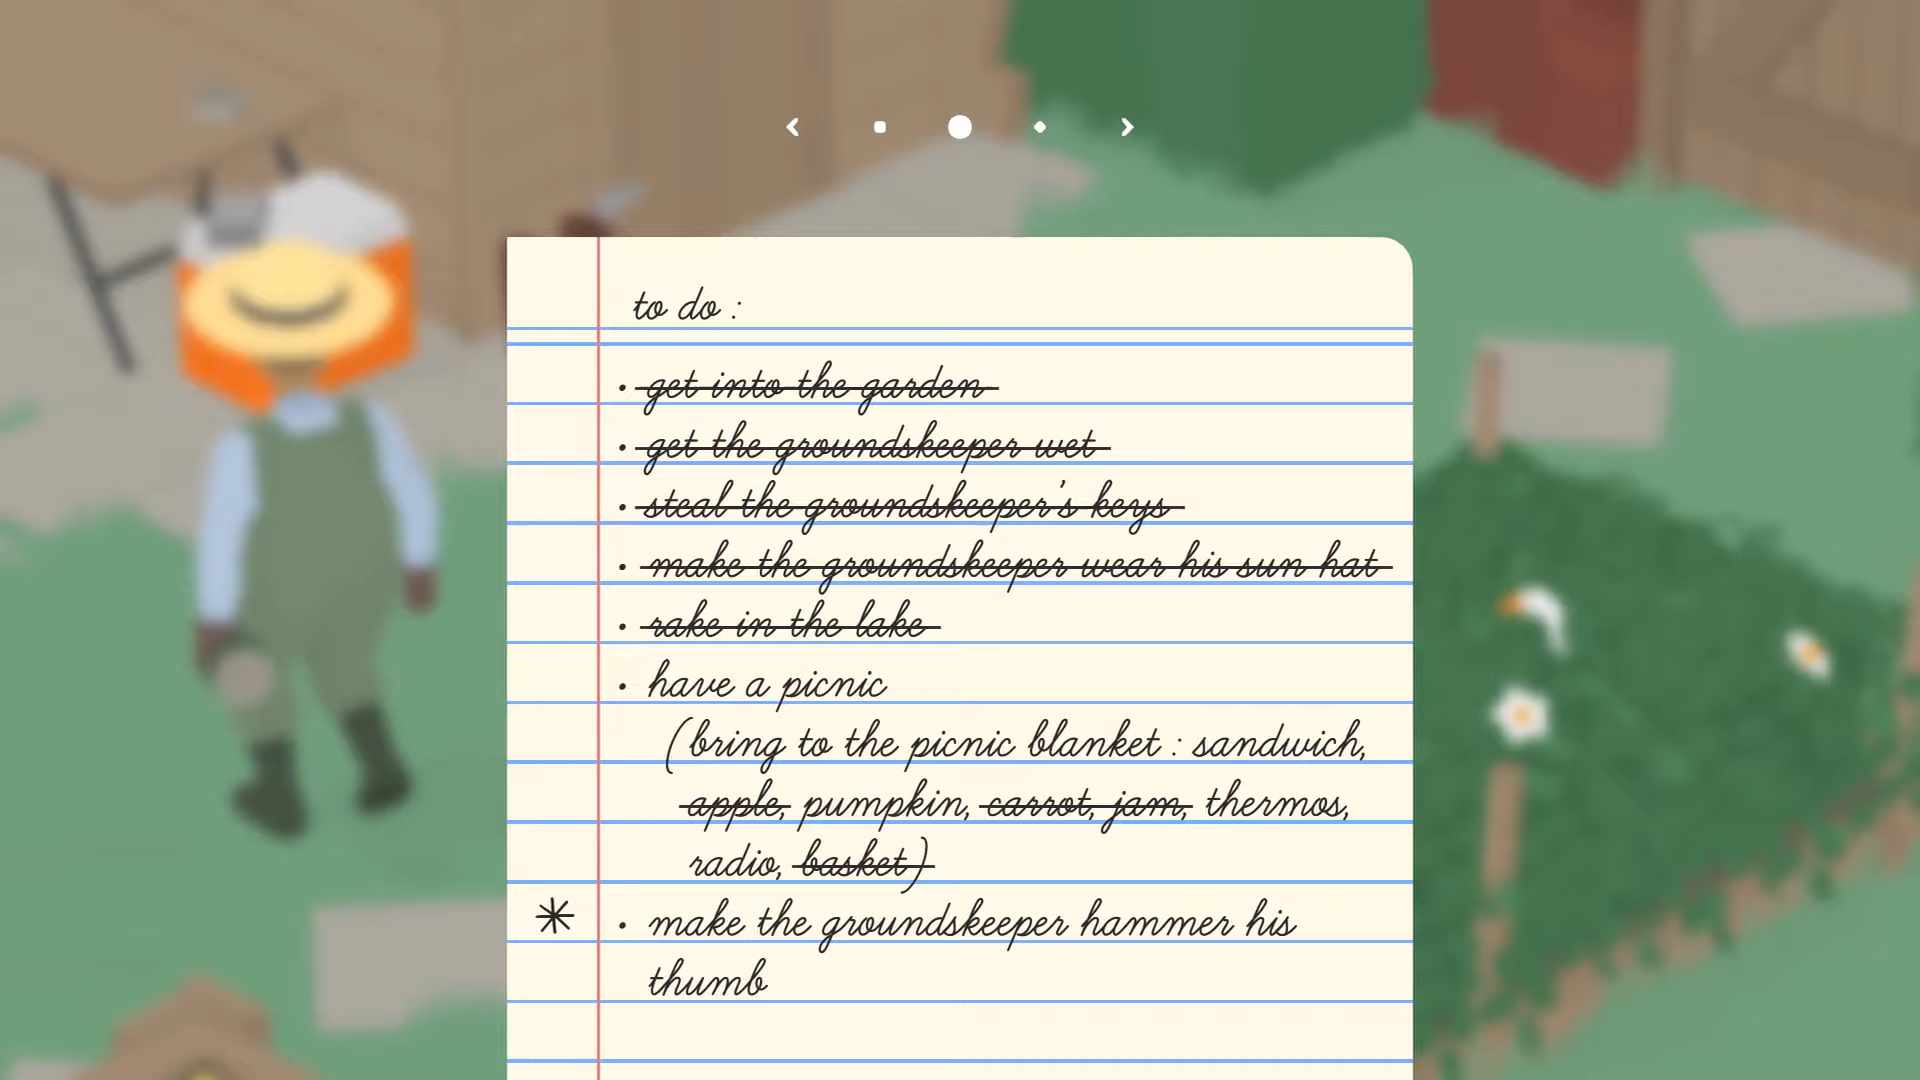 to do :
• get into the garden
• get the groundskeeper wet
• steal the groundskeeper's keys
• make the groundskeeper wear his sun hat
• rake in the lake
• have a picnic
(bring to the picnic blanket : sandwich,
apple, pumpkin, carrot, jam, thermos,
radio, basket)
• make the groundskeeper hammer his
thumb